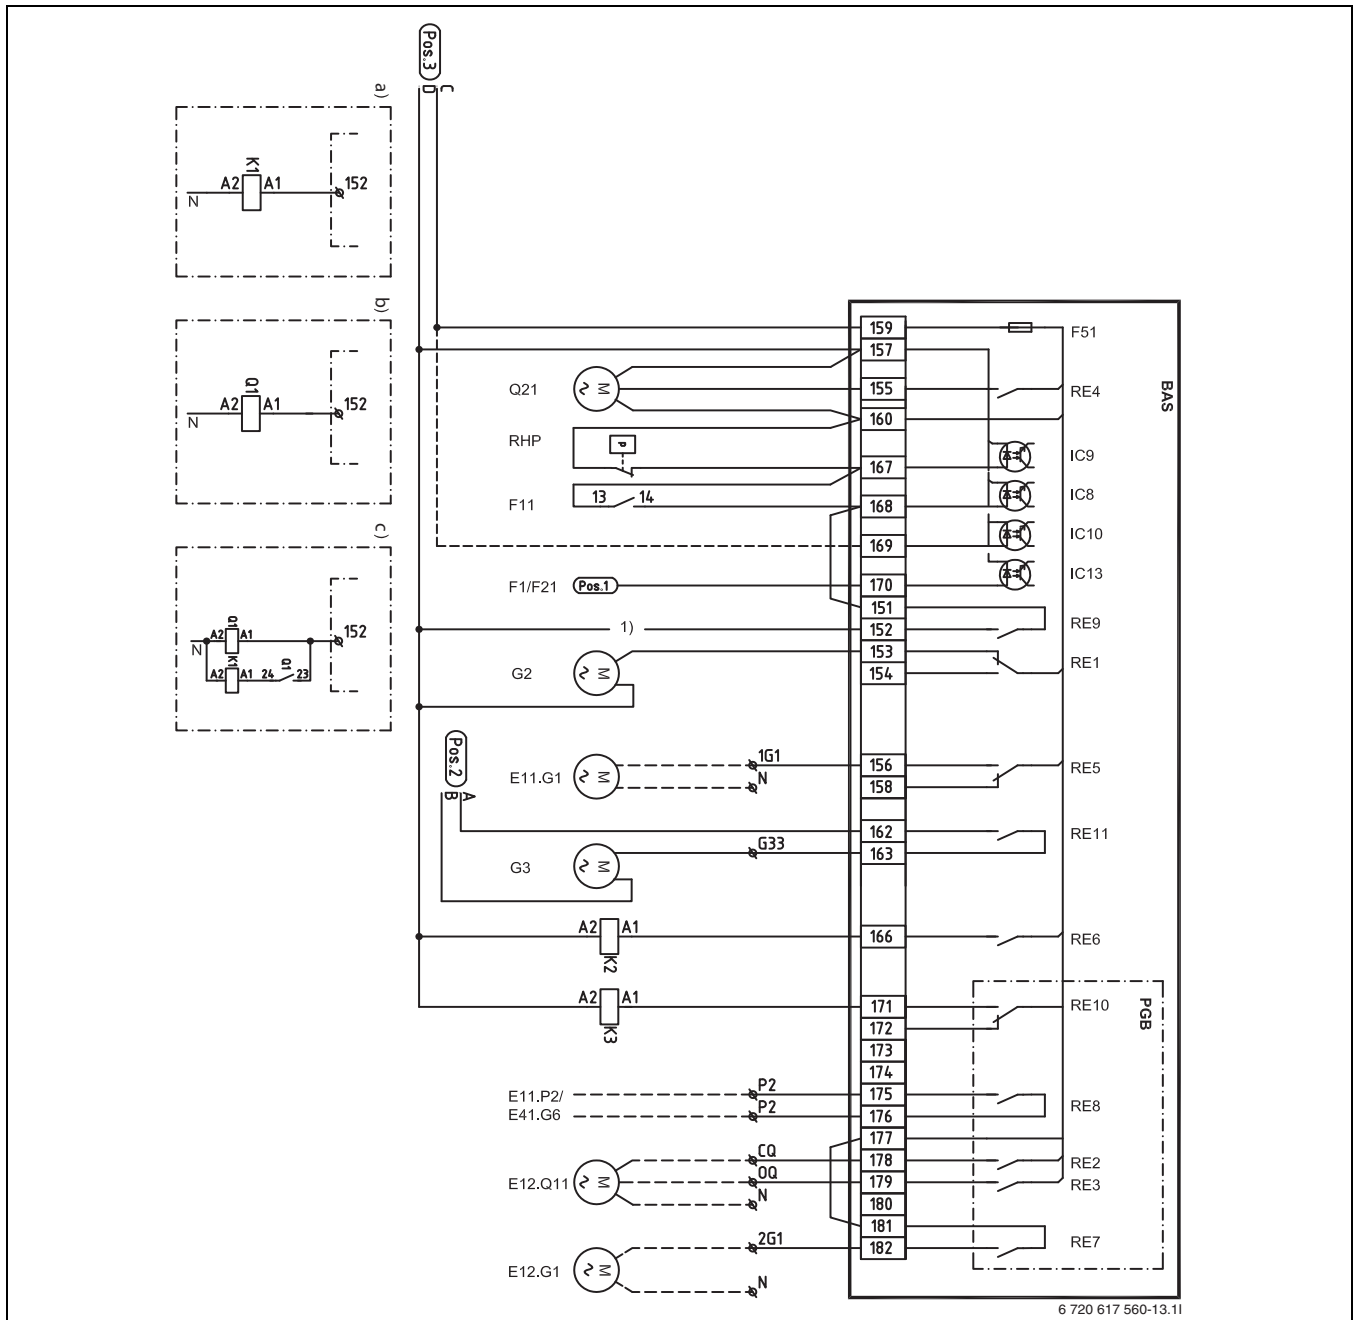 Pos.3
D C
a)
K1
A2 A1 152
N
b)
Q1
A2 A1 152
N
c)
Q1
A2 A1 152
N
K1 Q1
A2 A1 24 23
BAS
159 F51
157
Q21 M ~ 155 RE4
160
RHP P IC9
167
IC8
F11 13 14 168
IC10
169
F1/F21 Pos.1 170 IC13
151
1) 152 RE9
153
G2 M ~ 154 RE1
Pos.2
B A
1G1 156 RE5
E11.G1 M ~ N 158
162 RE11
G33 163
G3 M ~
A2 A1 166 RE6
K2
PGB
A2 A1 171 RE10
K3 172
173
174
E11.P2/ P2 175
E41.G6 P2 176 RE8
177
CQ 178 RE2
E12.Q11 M ~ OQ 179 RE3
N 180
181
2G1 182 RE7
E12.G1 M ~
N
6 720 617 560-13.1I